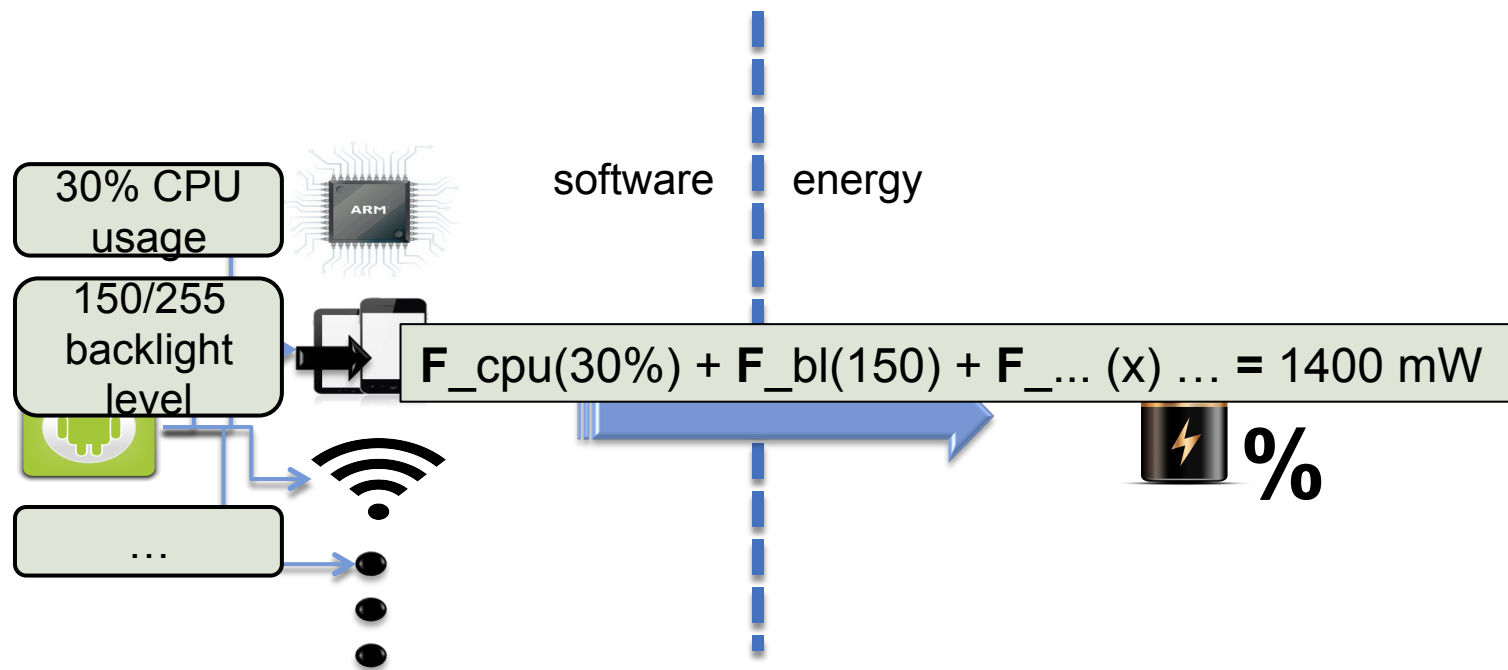 30% CPU
usage
ARM
software
energy
150/255
backlight
level
F_cpu(30%) + F_bl(150) + F_... (x) … = 1400 mW
%
…